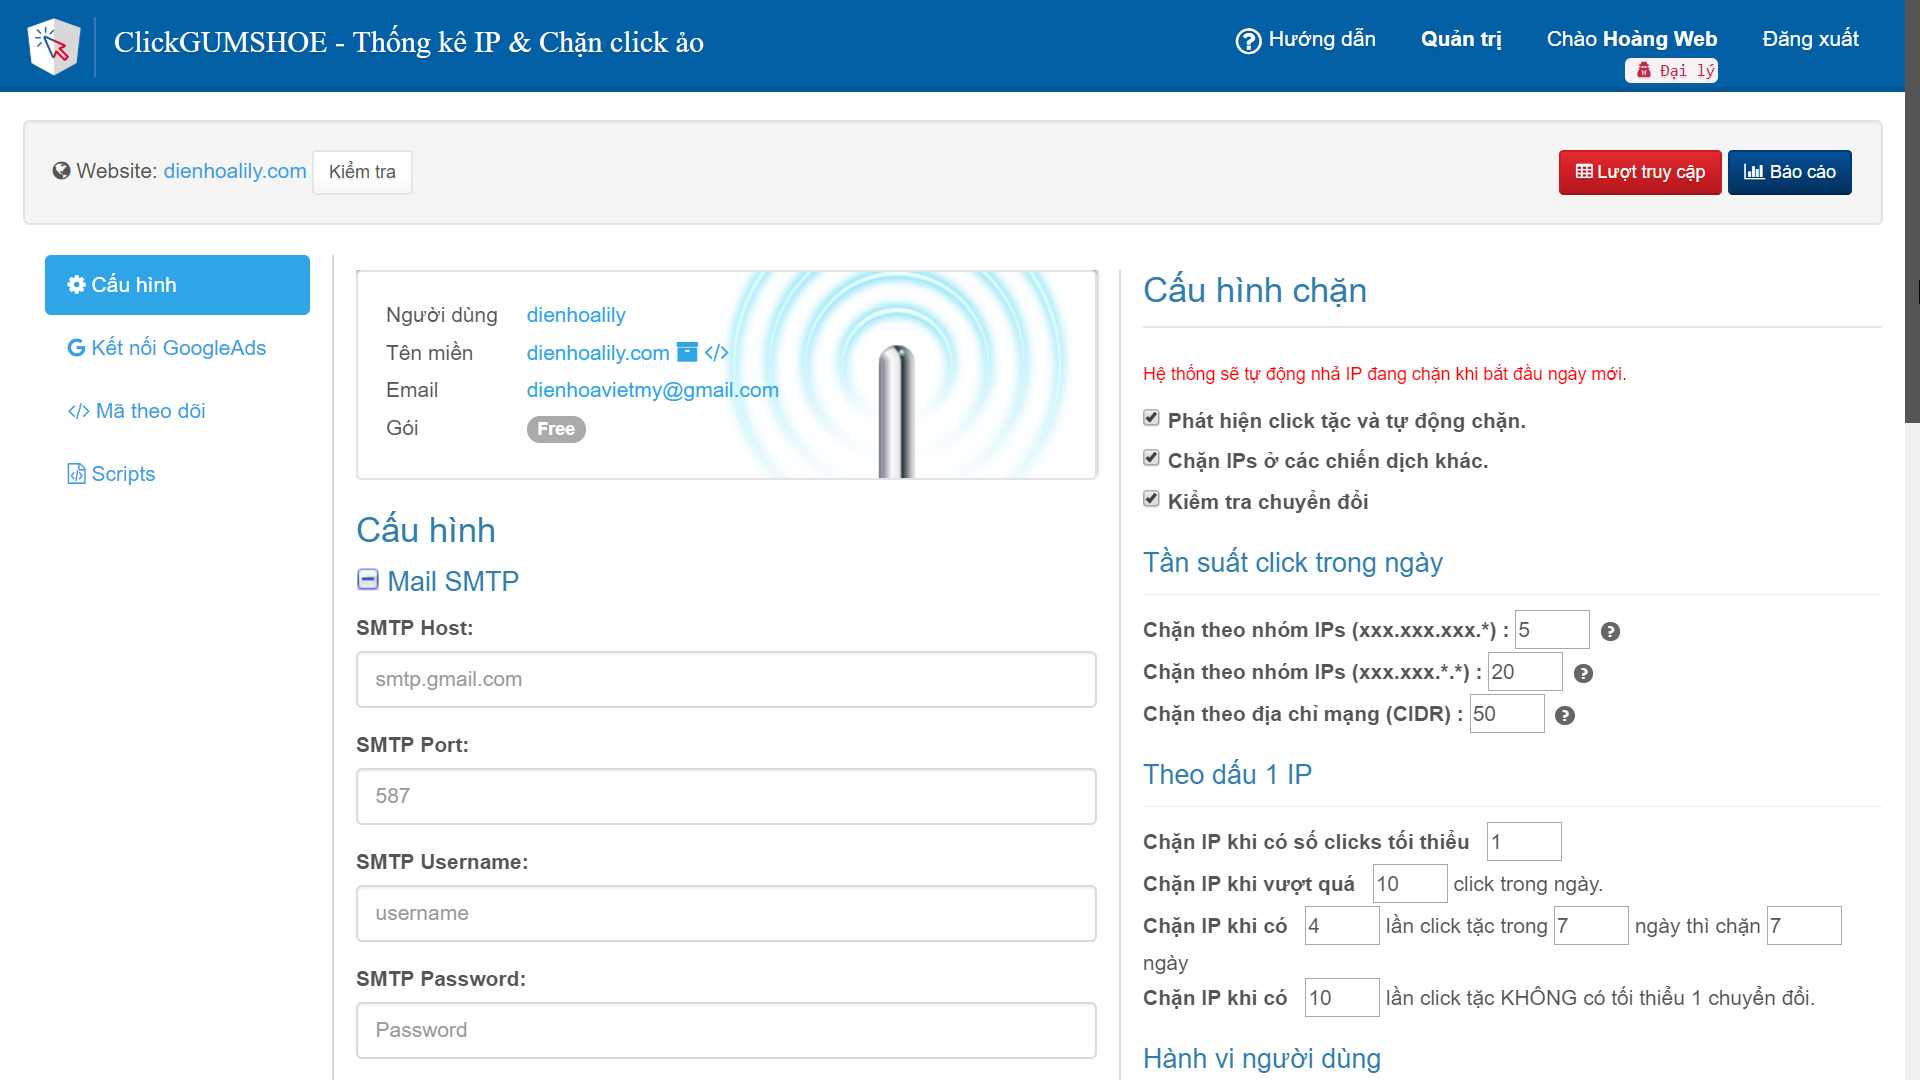 ClickGUMSHOE - Thống kê IP & Chặn click ảo
Hướng dẫn
Quản trị
Chào Hoàng Web
Đăng xuất
Đại lý
Website: dienhoalily.com
Kiểm tra
Lượt truy cập
Báo cáo
Cấu hình
Kết nối GoogleAds
</> Mã theo dõi
Scripts
Người dùng dienhoalily
Tên miền dienhoalily.com </>
Email dienhoavietmy@gmail.com
Gói Free
Cấu hình
Mail SMTP
SMTP Host:
smtp.gmail.com
SMTP Port:
587
SMTP Username:
username
SMTP Password:
Password
Cấu hình chặn
Hệ thống sẽ tự động nhả IP đang chặn khi bắt đầu ngày mới.
Phát hiện click tặc và tự động chặn.
Chặn IPs ở các chiến dịch khác.
Kiểm tra chuyển đổi
Tần suất click trong ngày
Chặn theo nhóm IPs (xxx.xxx.xxx.*) : 5
Chặn theo nhóm IPs (xxx.xxx.*.*) : 20
Chặn theo địa chỉ mạng (CIDR) : 50
Theo dấu 1 IP
Chặn IP khi có số clicks tối thiểu 1
Chặn IP khi vượt quá 10 click trong ngày.
Chặn IP khi có 4 lần click tặc trong 7 ngày thì chặn 7
ngày
Chặn IP khi có 10 lần click tặc KHÔNG có tối thiểu 1 chuyển đổi.
Hành vi người dùng